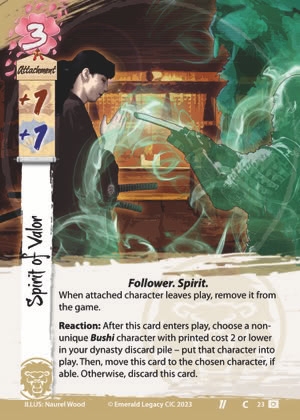 3
Attachment
+1
+1
Spirit of Valor
Follower. Spirit.
When attached character leaves play, remove it from
the game.
Reaction: After this card enters play, choose a non-
unique Bushi character with printed cost 2 or lower
in your dynasty discard pile – put that character into
play. Then, move this card to the chosen character, if
able. Otherwise, discard this card.
ILLUS: Naurel Wood
© Emerald Legacy CIC 2023
C
23